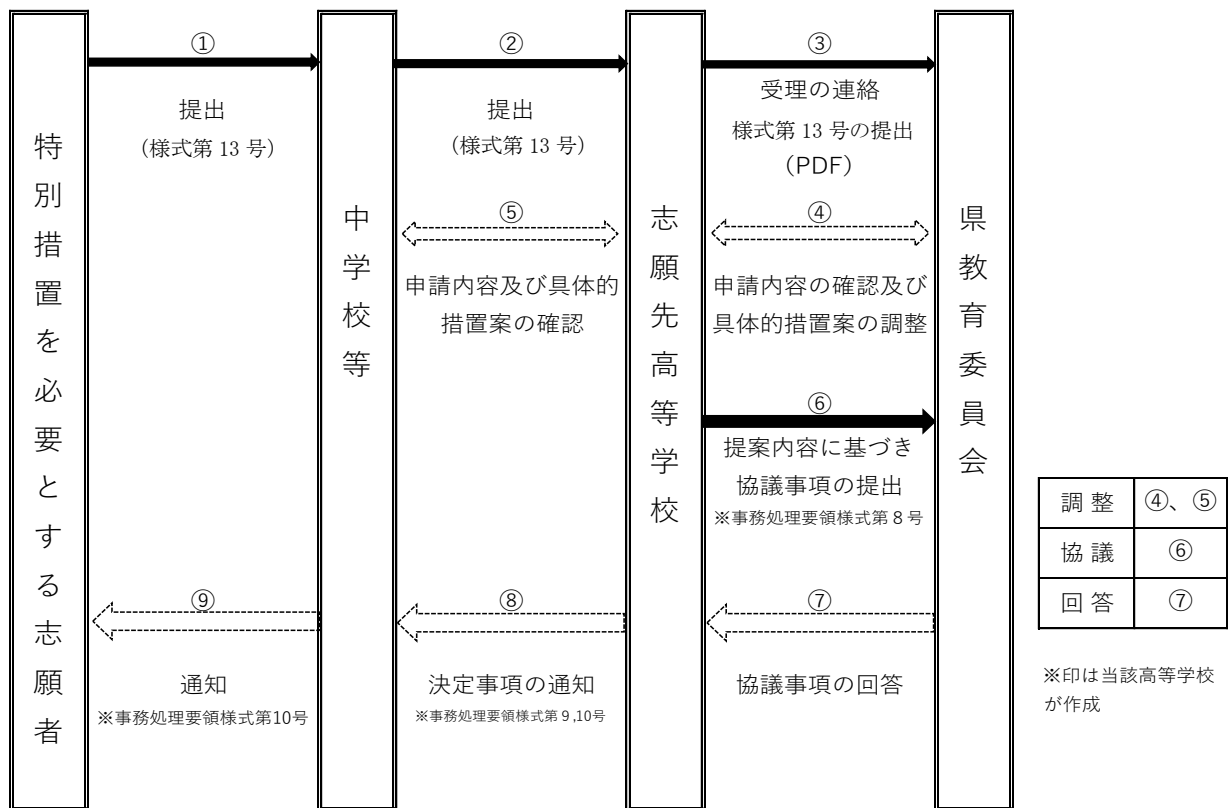 特別措置を必要とする志願者
①
提出
(様式第 13 号)
⑨
通知
※事務処理要領様式第10号
中学校等
②
提出
(様式第 13 号)
⑤
申請内容及び具体的
措置案の確認
⑧
決定事項の通知
※事務処理要領様式第 9 ,10号
志願先高等学校
③
受理の連絡
様式第 13 号の提出
(PDF)
④
申請内容の確認及び
具体的措置案の調整
⑥
提案内容に基づき
協議事項の提出
※事務処理要領様式第 8 号
⑦
協議事項の回答
県教育委員会
調 整 ④、⑤
協 議 ⑥
回 答 ⑦
※印は当該高等学校
が作成